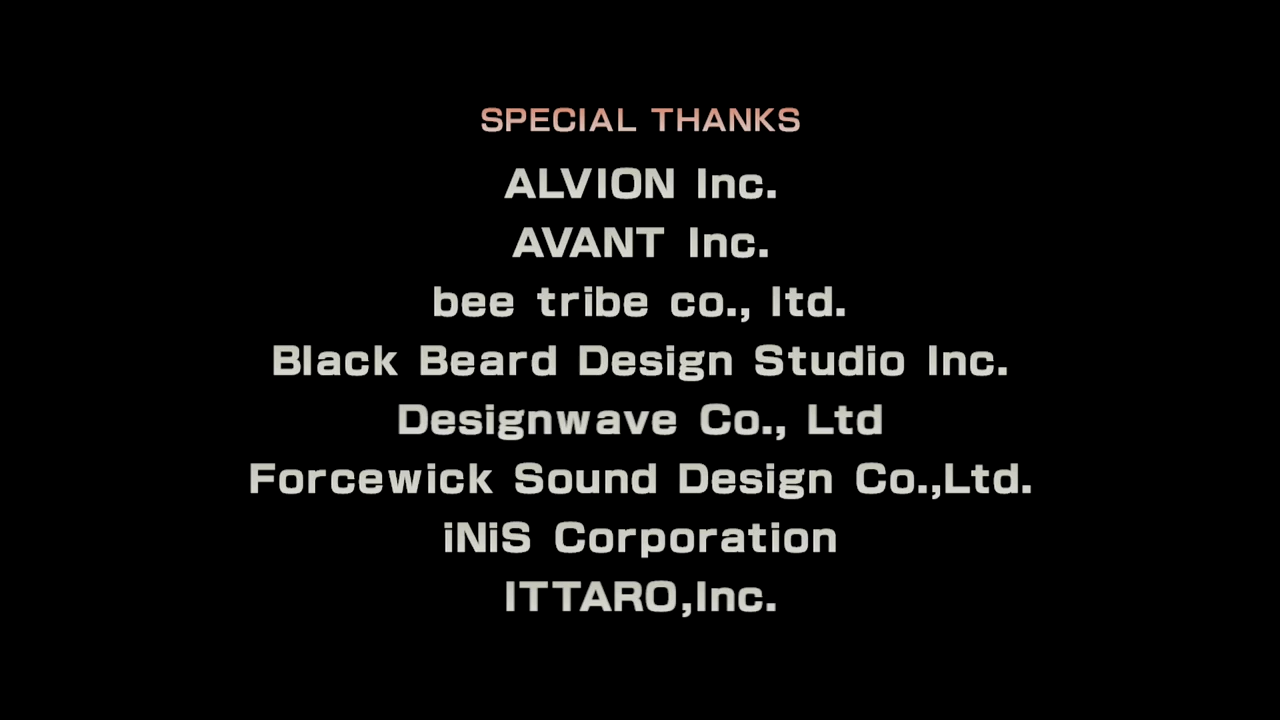 SPECIAL THANKS
ALVION Inc.
AVANT Inc.
bee tribe co., ltd.
Black Beard Design Studio Inc.
Designwave Co., Ltd
Forcewick Sound Design Co.,Ltd.
iNiS Corporation
ITTARO,Inc.